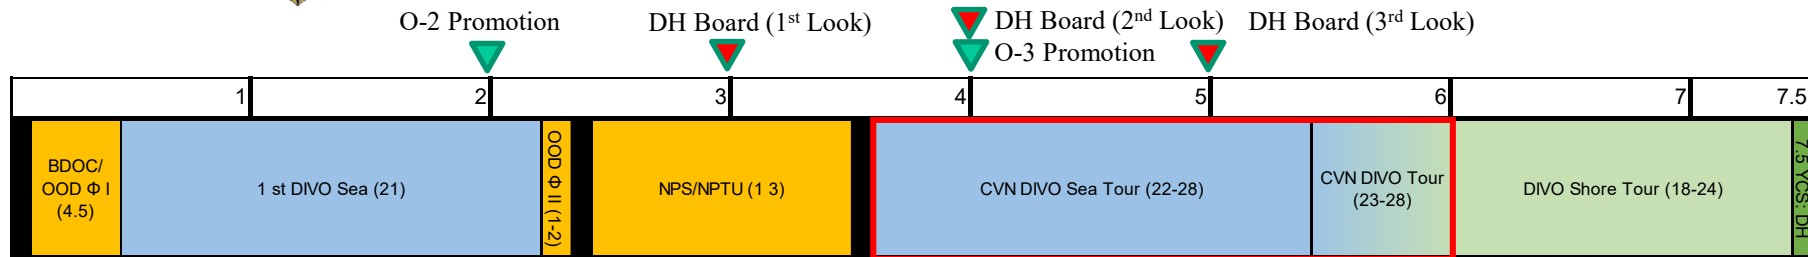 O-2 Promotion
DH Board (1st Look)
DH Board (2nd Look)
DH Board (3rd Look)
O-3 Promotion
1
2
3
4
5
6
7
7.5
BDOC/
OOD Φ I
(4.5)
1 st DIVO Sea (21)
OOD Φ II (1-2)
NPS/NPTU (1 3)
CVN DIVO Sea Tour (22-28)
CVN DIVO Tour
(23-28)
DIVO Shore Tour (18-24)
7.5 YCS: DH